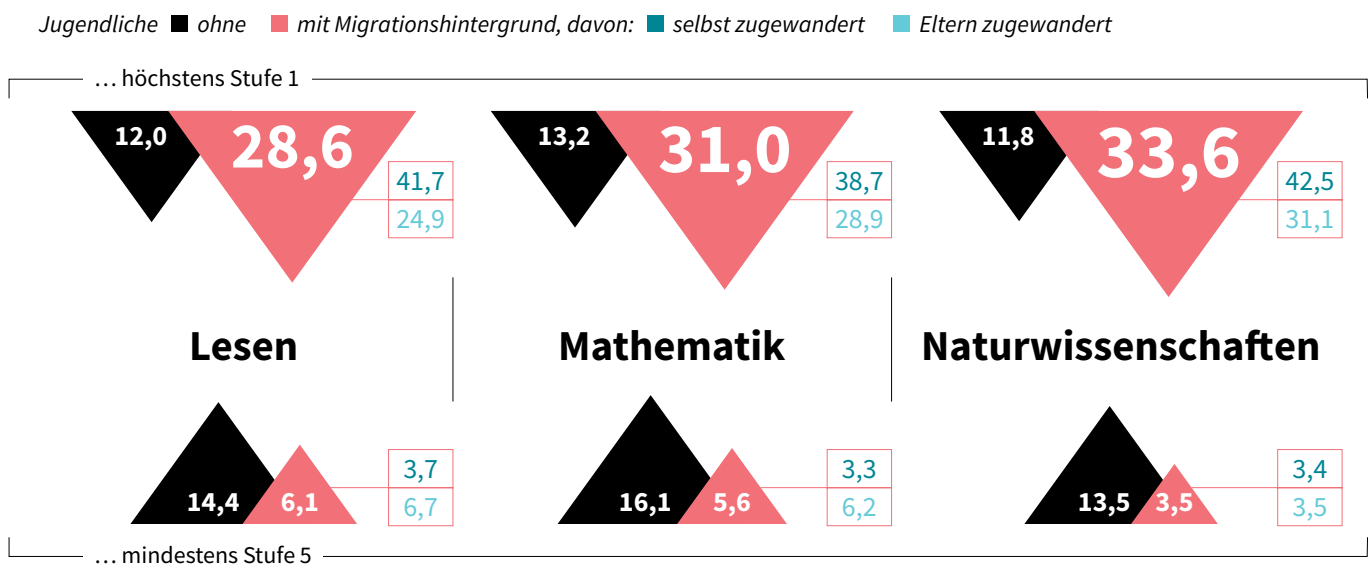 Jugendliche ohne mit Migrationshintergrund, davon: selbst zugewandert Eltern zugewandert
… höchstens Stufe 1
12,0 28,6 13,2 31,0 11,8 33,6
41,7 38,7 42,5
24,9 28,9 31,1
Lesen Mathematik Naturwissenschaften
3,7 3,3 3,4
14,4 6,1 6,7 16,1 5,6 6,2 13,5 3,5 3,5
… mindestens Stufe 5